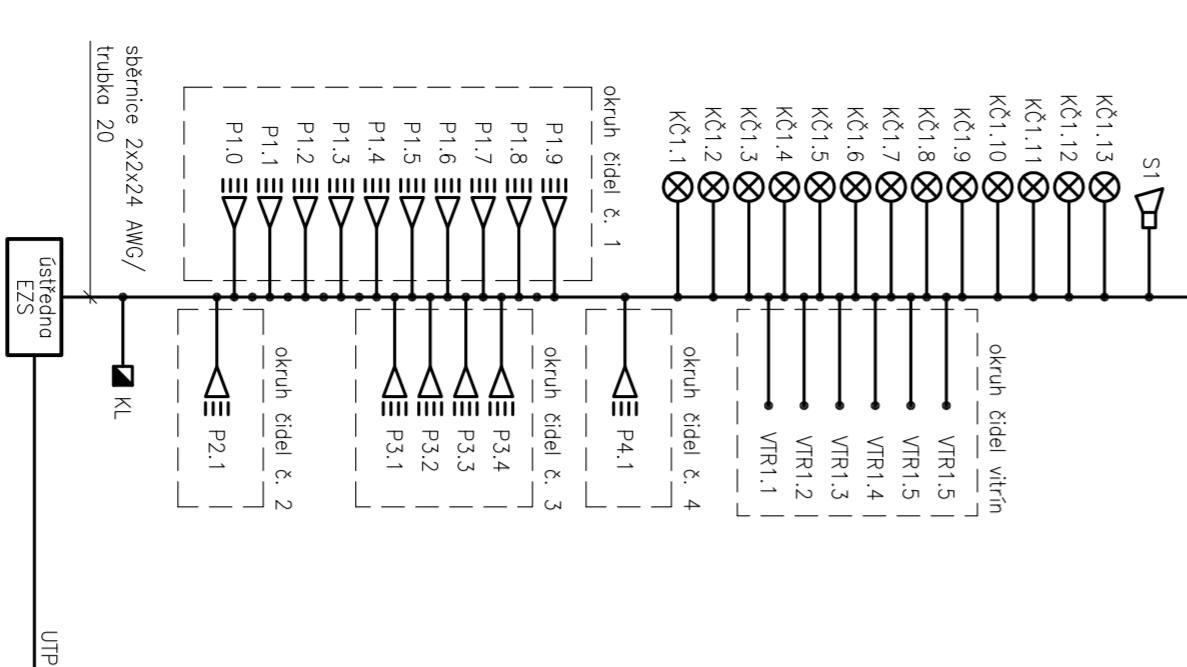 sběrnice 2x2x24 AWG/
trubka 20
ústředna
EZS
UTP
KL
okruh čidel č. 1
P1.0
P1.1
P1.2
P1.3
P1.4
P1.5
P1.6
P1.7
P1.8
P1.9
okruh čidel č. 2
P2.1
okruh čidel č. 3
P3.1
P3.2
P3.3
P3.4
okruh čidel č. 4
P4.1
KČ1.1
KČ1.2
KČ1.3
KČ1.4
KČ1.5
KČ1.6
KČ1.7
KČ1.8
KČ1.9
KČ1.10
KČ1.11
KČ1.12
KČ1.13
S1
okruh čidel vitrín
VTR1.1
VTR1.2
VTR1.3
VTR1.4
VTR1.5
VTR1.5